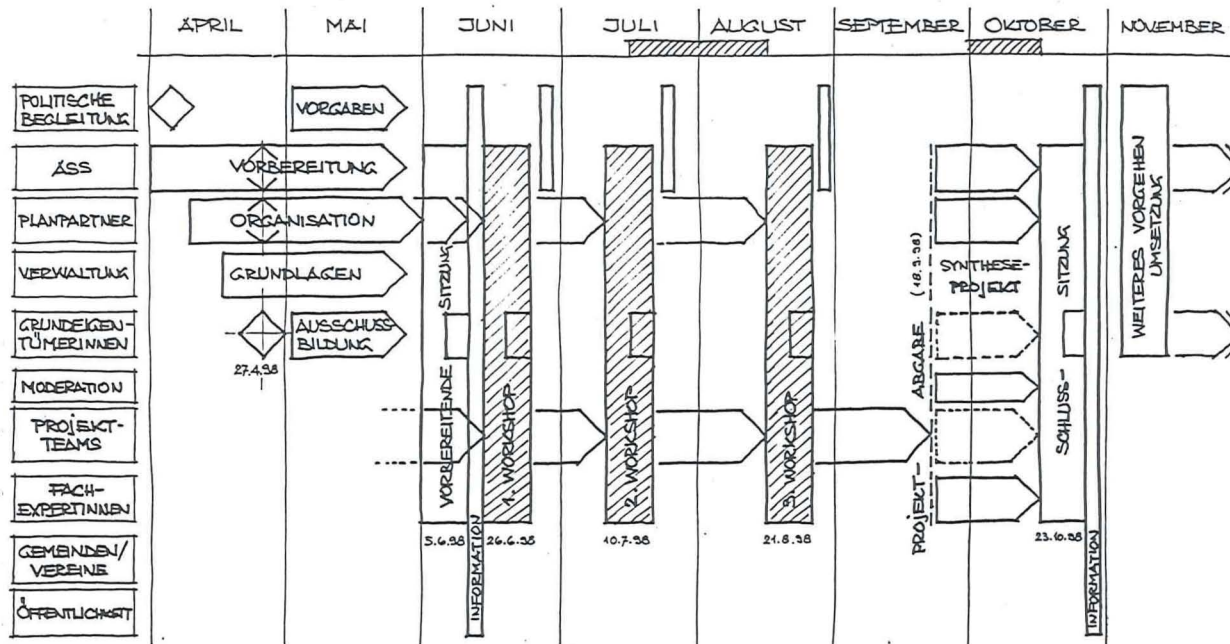 APRIL MAI JUNI JULI AUGUST SEPTEMBER OKTOBER NOVEMBER
POLITISCHE
BEGLEITUNG
VORGABEN
ASS
VORBEREITUNG
PLANPARTNER
ORGANISATION
VERWALTUNG
GRUNDLAGEN
GRUNDEIGEN-
TÜMERINNEN
AUSSCHUSS-
BILDUNG
27.4.98
MODERATION
PROJEKT-
TEAMS
FACH-
EXPERTINNEN
GEMEINDEN/
VEREINE
ÖFFENTLICHKEIT
VORBEREITENDE SITZUNG
5.6.98
INFORMATION
1. WORKSHOP
26.6.98
2. WORKSHOP
10.7.98
3. WORKSHOP
21.8.98
PROJEKT- ABGABE (18.9.98)
SYNTHESE-
PROJEKT
SCHLUSS- SITZUNG
23.10.98
INFORMATION
WEITERES VORGEHEN
UMSETZUNG